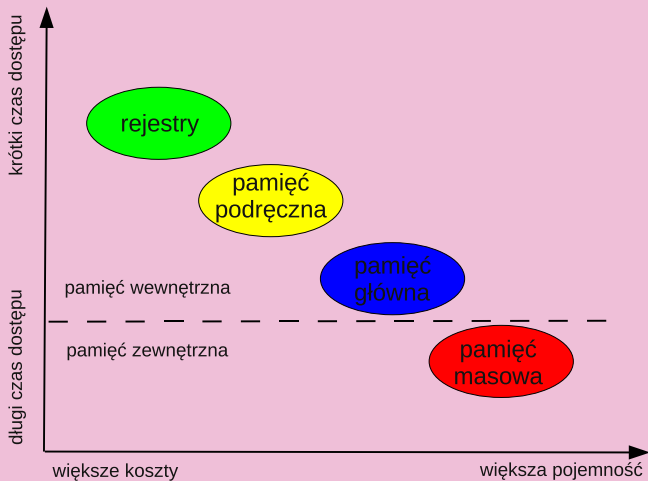 krótki czas dostępu
rejestry
pamięć
podręczna
pamięć
główna
pamięć wewnętrzna
długi czas dostępu
pamięć zewnętrzna
pamięć
masowa
większe koszty
większa pojemność